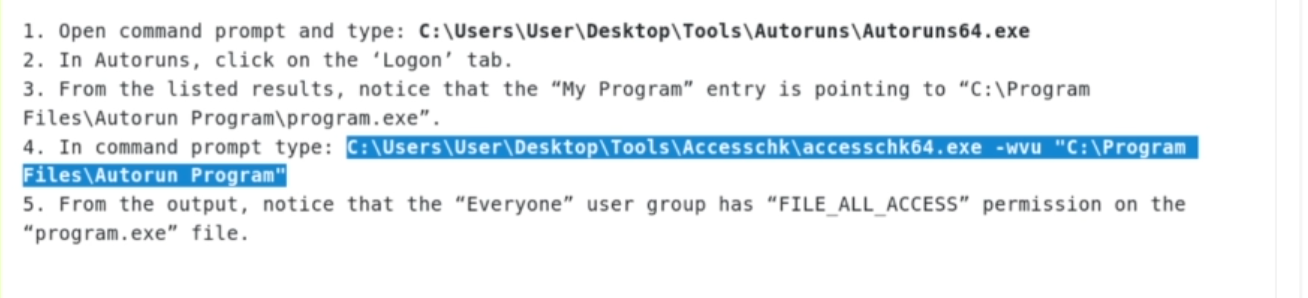 1. Open command prompt and type: C:\Users\User\Desktop\Tools\Autoruns\Autoruns64.exe
2. In Autoruns, click on the ‘Logon’ tab.
3. From the listed results, notice that the “My Program” entry is pointing to “C:\Program
Files\Autorun Program\program.exe”.
4. In command prompt type: C:\Users\User\Desktop\Tools\Accesschk\accesschk64.exe -wvu "C:\Program
Files\Autorun Program"
5. From the output, notice that the “Everyone” user group has “FILE_ALL_ACCESS” permission on the
“program.exe” file.